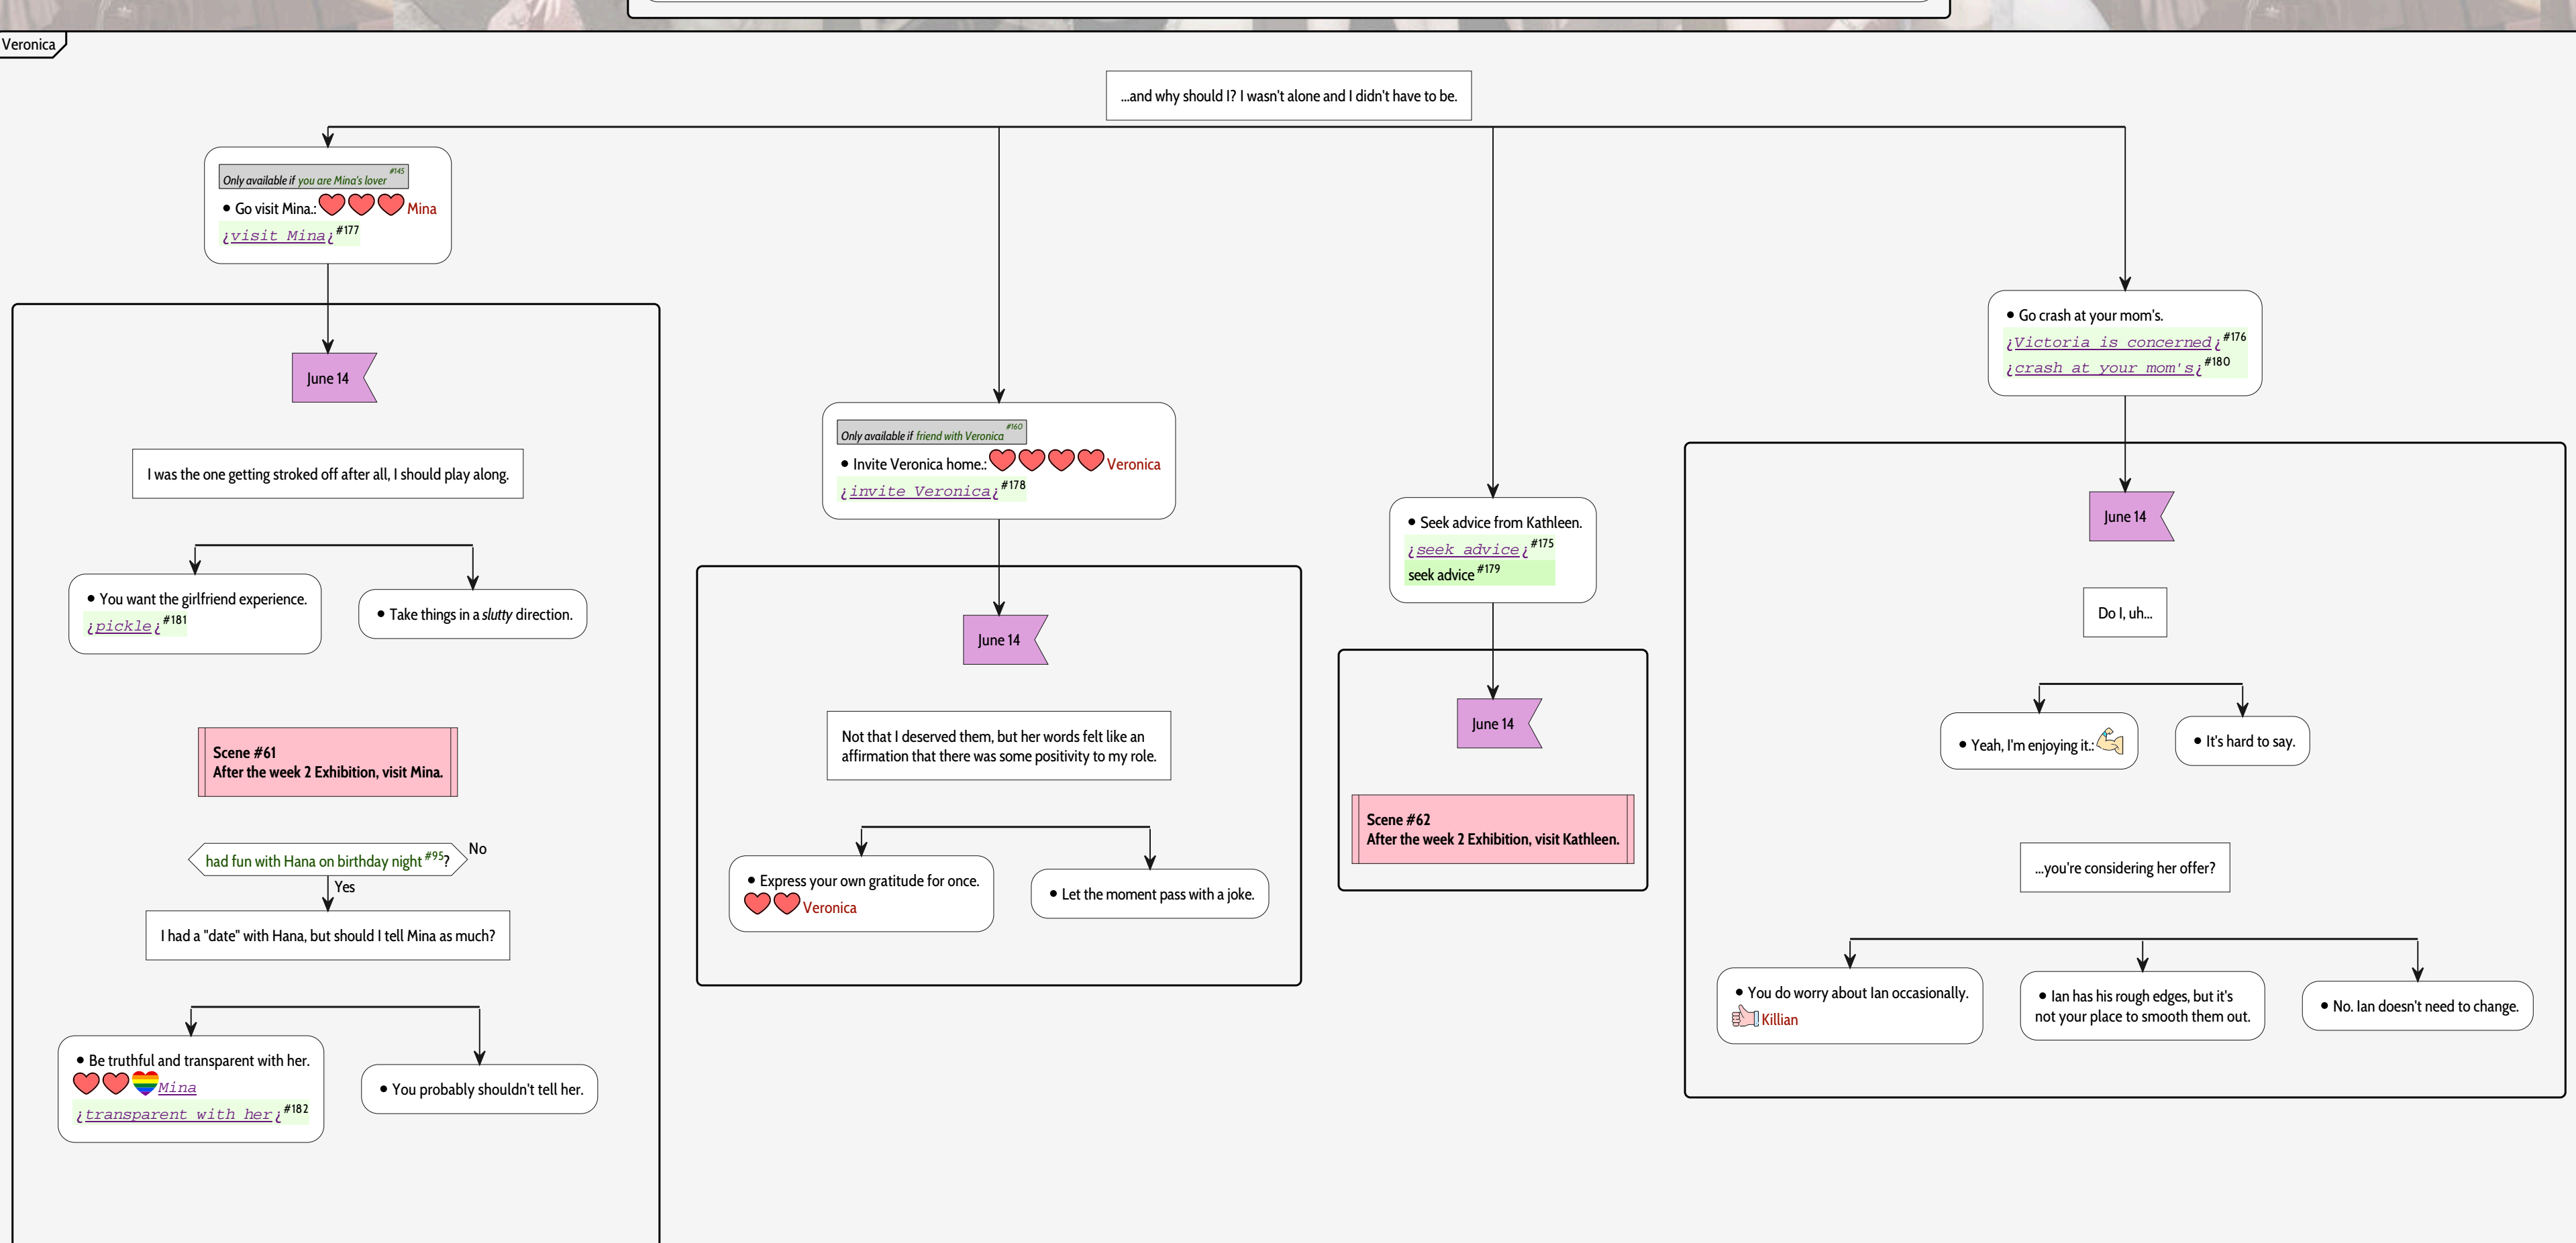 Veronica
...and why should I? I wasn't alone and I didn't have to be.
Only available if you are Mina's lover #145
• Go visit Mina.: Mina
¿visit Mina¿ #177
June 14
I was the one getting stroked off after all, I should play along.
• You want the girlfriend experience.
¿pickle¿ #181
• Take things in a slutty direction.
Scene #61
After the week 2 Exhibition, visit Mina.
had fun with Hana on birthday night #95?
No
Yes
I had a "date" with Hana, but should I tell Mina as much?
• Be truthful and transparent with her.
Mina
¿transparent with her¿ #182
• You probably shouldn't tell her.
Only available if friend with Veronica #160
• Invite Veronica home.: Veronica
¿invite Veronica¿ #178
June 14
Not that I deserved them, but her words felt like an
affirmation that there was some positivity to my role.
• Express your own gratitude for once.
Veronica
• Let the moment pass with a joke.
• Seek advice from Kathleen.
¿seek advice¿ #175
seek advice #179
June 14
Scene #62
After the week 2 Exhibition, visit Kathleen.
• Go crash at your mom's.
¿Victoria is concerned¿ #176
¿crash at your mom's¿ #180
June 14
Do I, uh...
• Yeah, I'm enjoying it.:
• It's hard to say.
...you're considering her offer?
• You do worry about Ian occasionally.
Killian
• Ian has his rough edges, but it's
not your place to smooth them out.
• No. Ian doesn't need to change.